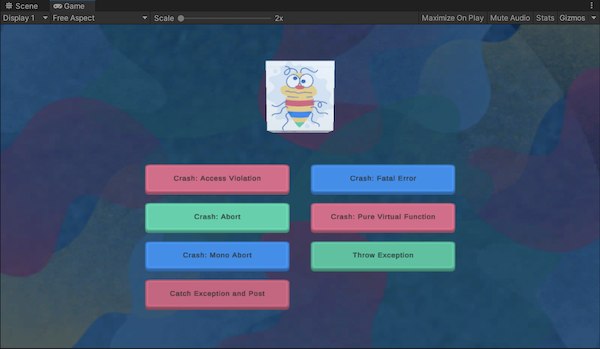 Scene Game
Display 1 Free Aspect Scale 2x Maximize On Play Mute Audio Stats Gizmos
Crash: Access Violation Crash: Fatal Error
Crash: Abort Crash: Pure Virtual Function
Crash: Mono Abort Throw Exception
Catch Exception and Post